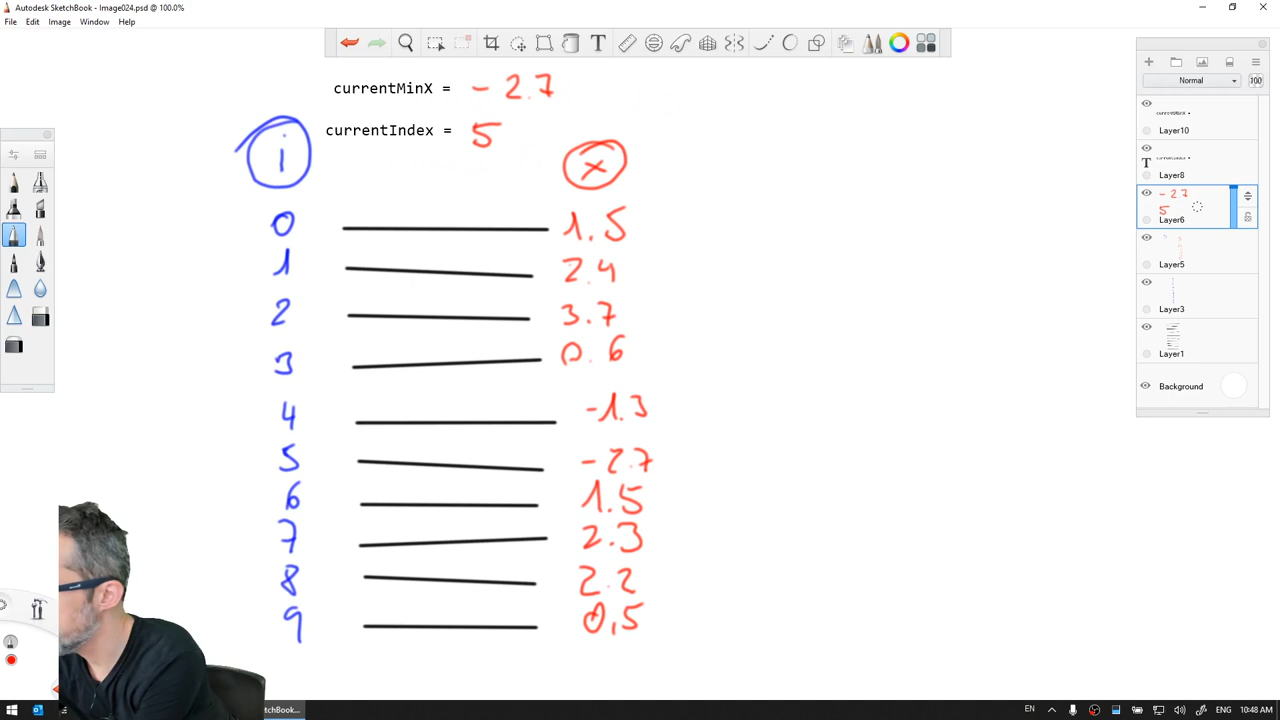 Autodesk SketchBook - Image024.psd @ 100.0%
File Edit Image Window Help
currentMinX = - 2.7
currentIndex = 5
i x
0 1.5
1 2.4
2 3.7
3 0.6
4 -1.3
5 -2.7
6 1.5
7 2.3
8 2.2
9 0,5
Normal 100
currentMinX =
Layer10
T currentIndex =
Layer8
- 2.7
5
Layer6
Layer5
Layer3
Layer1
Background
tchBook-...
EN 10:48 AM